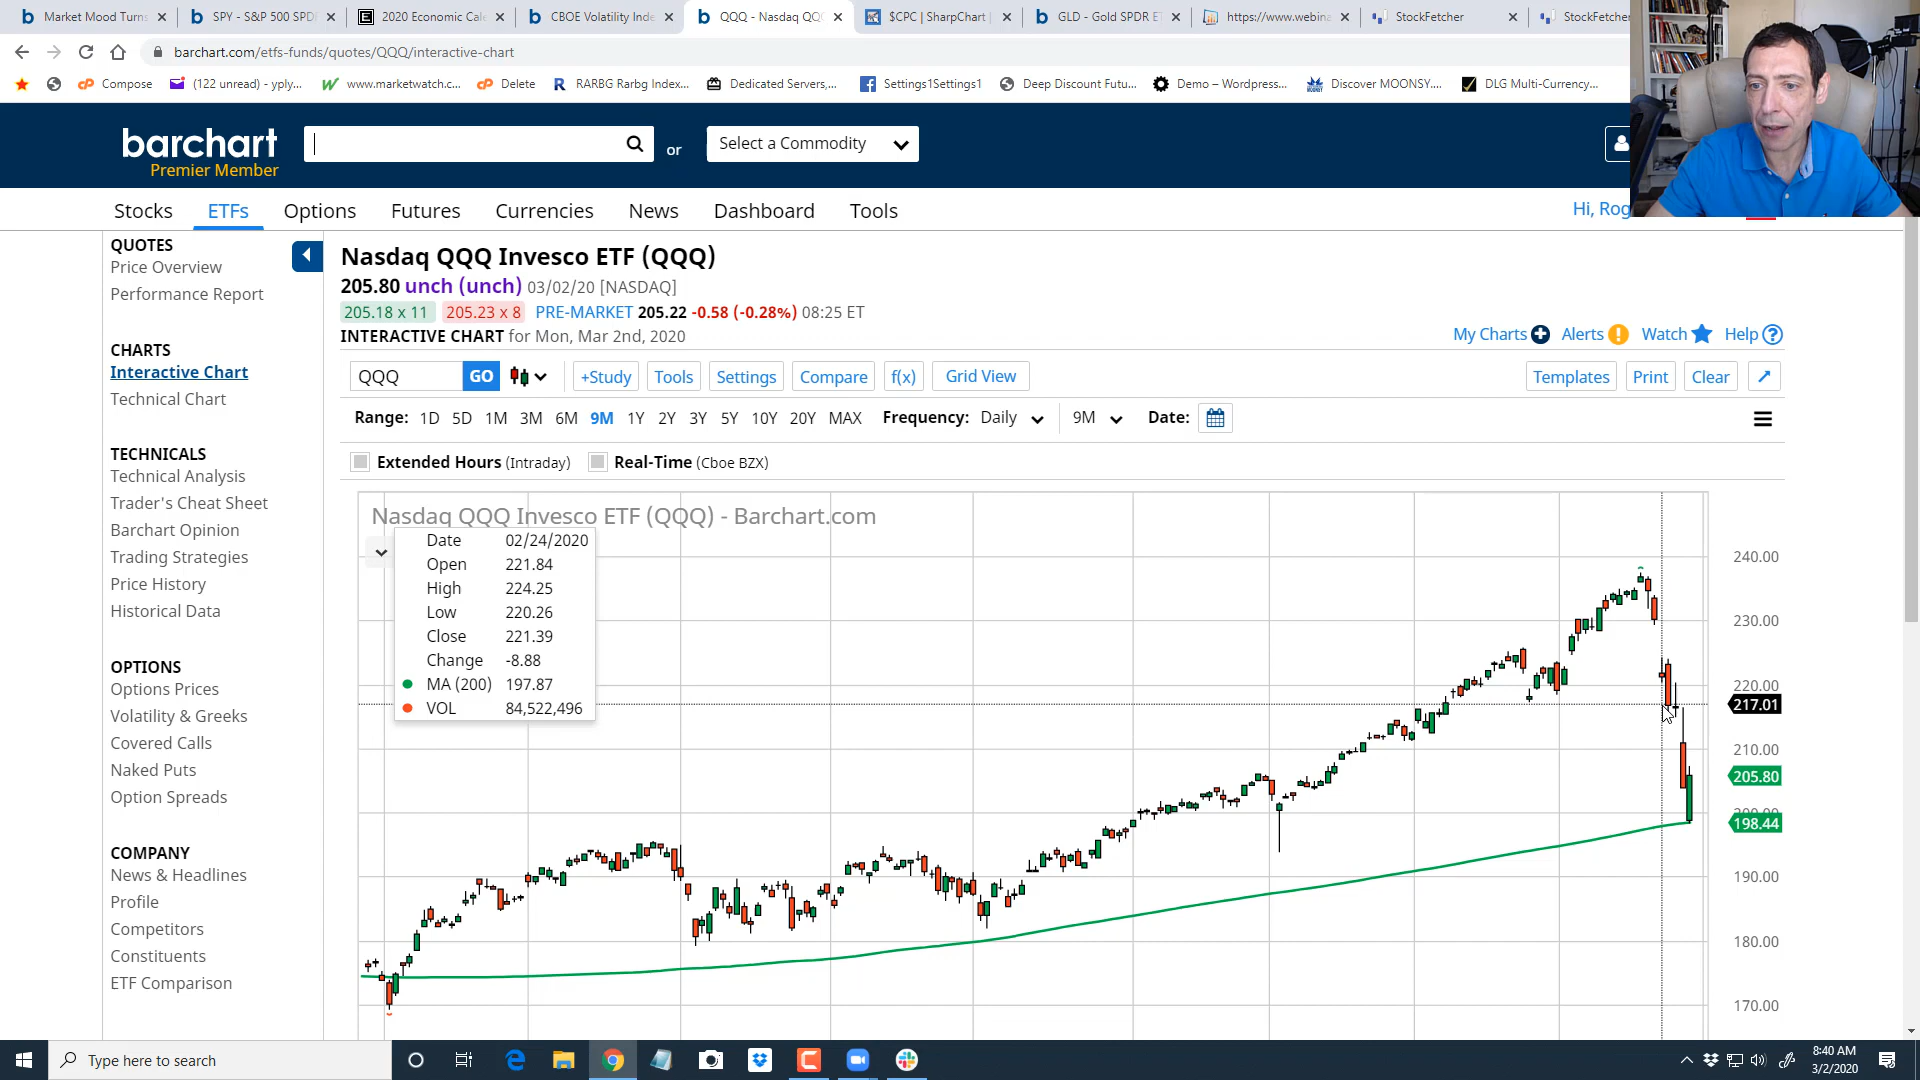 Market Mood Turns
SPY - S&P 500 SPDR
2020 Economic Cale
CBOE Volatility Inde
QQQ - Nasdaq QQQ
$CPC | SharpChart |
GLD - Gold SPDR ET
https://www.webina
StockFetcher
StockFetcher
barchart.com/etfs-funds/quotes/QQQ/interactive-chart
Compose
(122 unread) - yply...
www.marketwatch.c...
Delete
RARBG Rarbg Index...
Dedicated Servers,...
Settings1Settings1
Deep Discount Futu...
Demo – Wordpress...
Discover MOONSY....
DLG Multi-Currency...
barchart
Premier Member
or
Select a Commodity
Stocks ETFs Options Futures Currencies News Dashboard Tools
Hi, Rog
QUOTES
Price Overview
Performance Report
CHARTS
Interactive Chart
Technical Chart
TECHNICALS
Technical Analysis
Trader's Cheat Sheet
Barchart Opinion
Trading Strategies
Price History
Historical Data
OPTIONS
Options Prices
Volatility & Greeks
Covered Calls
Naked Puts
Option Spreads
COMPANY
News & Headlines
Profile
Competitors
Constituents
ETF Comparison
Nasdaq QQQ Invesco ETF (QQQ)
205.80 unch (unch) 03/02/20 [NASDAQ]
205.18 x 11 205.23 x 8 PRE-MARKET 205.22 -0.58 (-0.28%) 08:25 ET
INTERACTIVE CHART for Mon, Mar 2nd, 2020
My Charts Alerts Watch Help
QQQ GO +Study Tools Settings Compare f(x) Grid View Templates Print Clear
Range: 1D 5D 1M 3M 6M 9M 1Y 2Y 3Y 5Y 10Y 20Y MAX Frequency: Daily 9M Date:
Extended Hours (Intraday) Real-Time (Cboe BZX)
Nasdaq QQQ Invesco ETF (QQQ) - Barchart.com
Date 02/24/2020
Open 221.84
High 224.25
Low 220.26
Close 221.39
Change -8.88
MA (200) 197.87
VOL 84,522,496
240.00
230.00
220.00
217.01
210.00
205.80
200.00
198.44
190.00
180.00
170.00
Type here to search
8:40 AM
3/2/2020